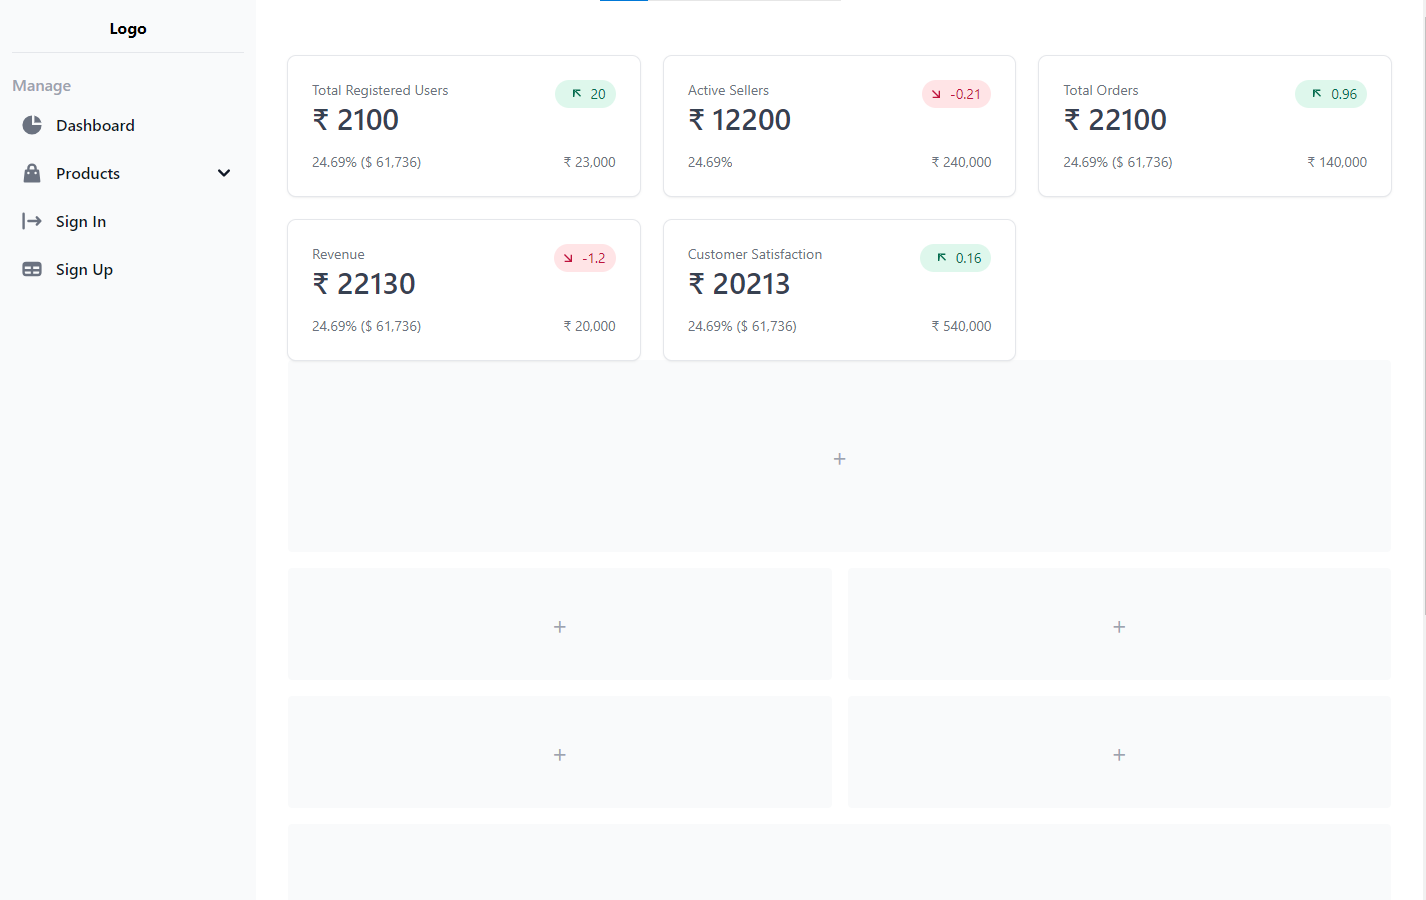 Logo
Manage
Dashboard
Products
Sign In
Sign Up
Total Registered Users
20
₹ 2100
24.69% ($ 61,736)
₹ 23,000
Active Sellers
-0.21
₹ 12200
24.69%
₹ 240,000
Total Orders
0.96
₹ 22100
24.69% ($ 61,736)
₹ 140,000
Revenue
-1.2
₹ 22130
24.69% ($ 61,736)
₹ 20,000
Customer Satisfaction
0.16
₹ 20213
24.69% ($ 61,736)
₹ 540,000
+
+
+
+
+